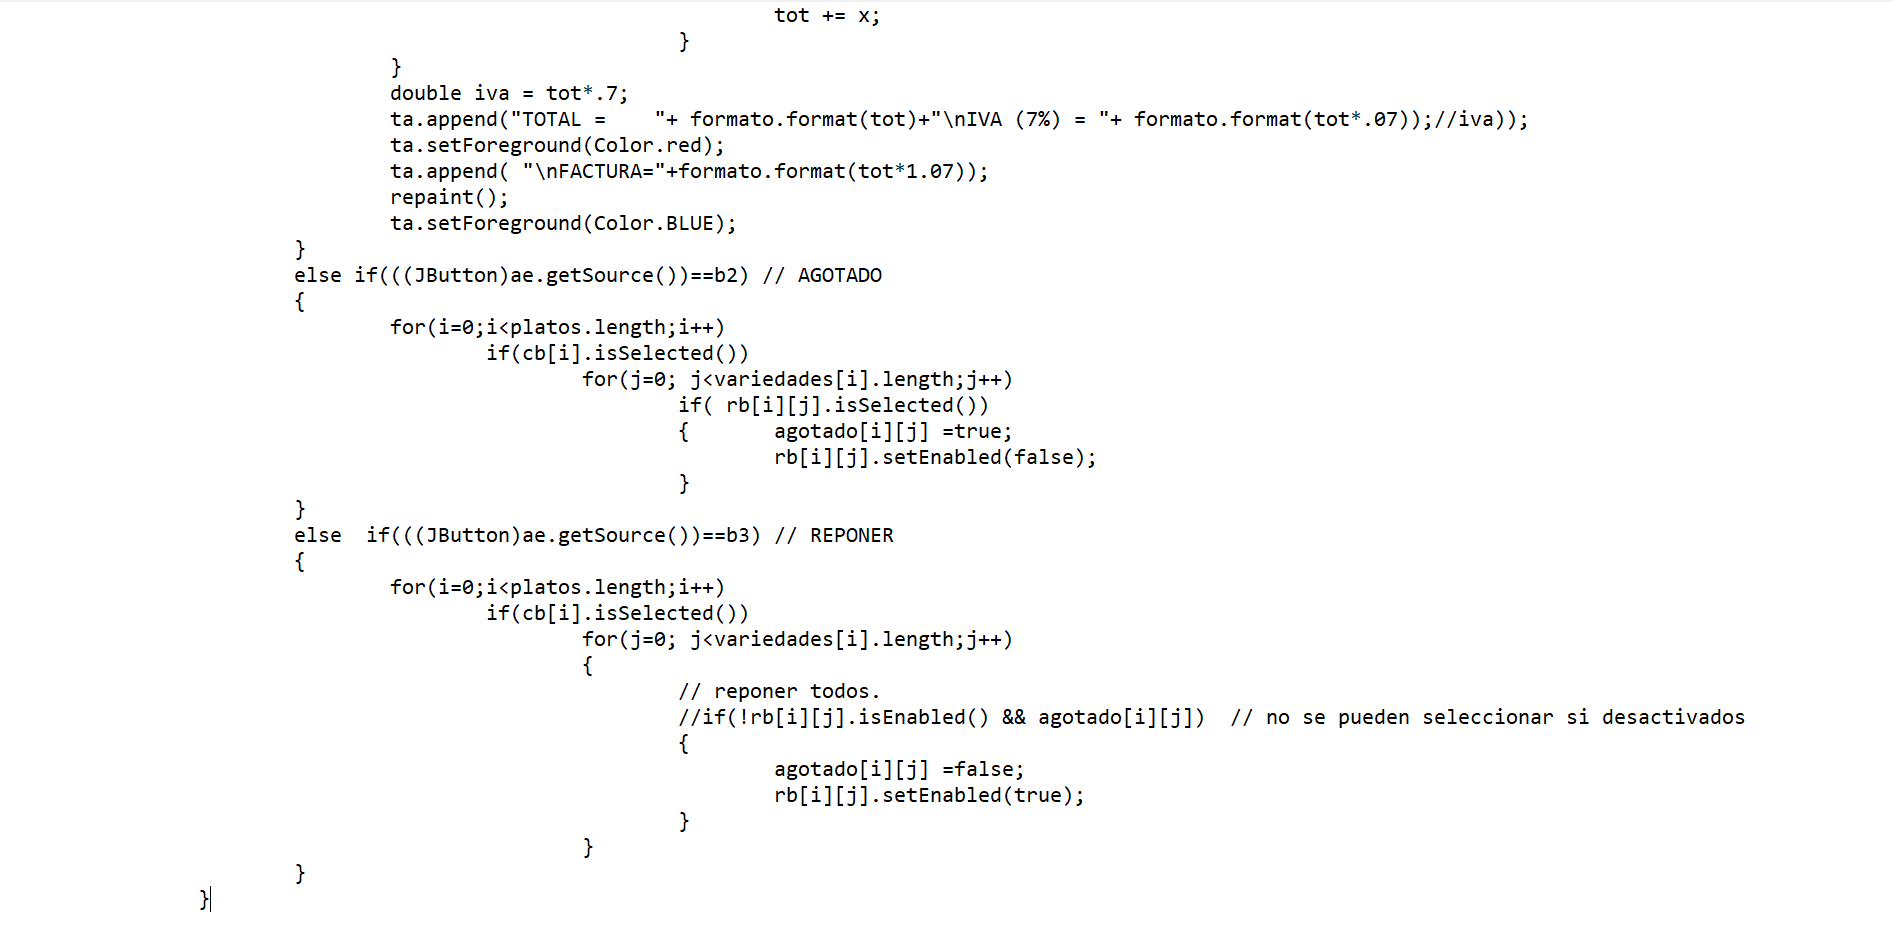 tot += x;
}
}
double iva = tot*.7;
ta.append("TOTAL =    "+ formato.format(tot)+"\nIVA (7%) = "+ formato.format(tot*.07));//iva));
ta.setForeground(Color.red);
ta.append( "\nFACTURA="+formato.format(tot*1.07));
repaint();
ta.setForeground(Color.BLUE);
}
else if(((JButton)ae.getSource())==b2) // AGOTADO
{
for(i=0;i<platos.length;i++)
if(cb[i].isSelected())
for(j=0; j<variedades[i].length;j++)
if( rb[i][j].isSelected())
{       agotado[i][j] =true;
rb[i][j].setEnabled(false);
}
}
else  if(((JButton)ae.getSource())==b3) // REPONER
{
for(i=0;i<platos.length;i++)
if(cb[i].isSelected())
for(j=0; j<variedades[i].length;j++)
{
// reponer todos.
//if(!rb[i][j].isEnabled() && agotado[i][j])  // no se pueden seleccionar si desactivados
{
agotado[i][j] =false;
rb[i][j].setEnabled(true);
}
}
}
}